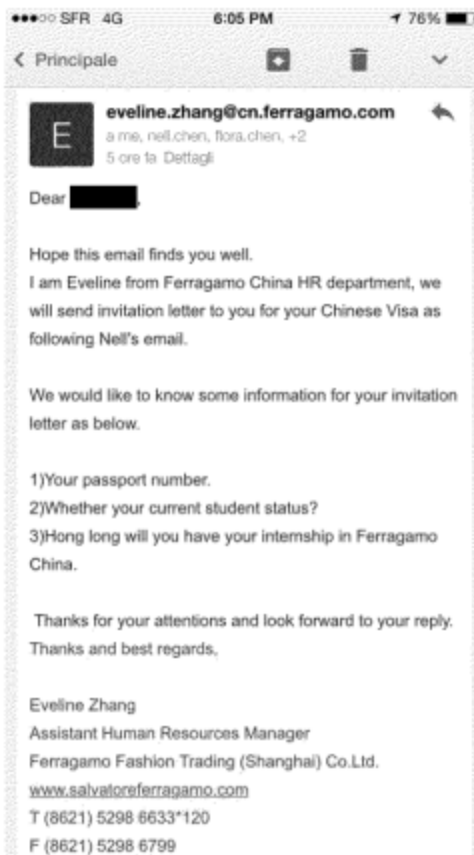 SFR 4G 6:05 PM 76%
Principale
E
eveline.zhang@cn.ferragamo.com
a me, nell.chen, flora.chen, +2
5 ore fa Dettagli
Dear ,
Hope this email finds you well.
I am Eveline from Ferragamo China HR department, we
will send invitation letter to you for your Chinese Visa as
following Nell's email.
We would like to know some information for your invitation
letter as below.
1)Your passport number.
2)Whether your current student status?
3)Hong long will you have your internship in Ferragamo
China.
Thanks for your attentions and look forward to your reply.
Thanks and best regards,
Eveline Zhang
Assistant Human Resources Manager
Ferragamo Fashion Trading (Shanghai) Co.Ltd.
www.salvatoreferragamo.com
T (8621) 5298 6633*120
F (8621) 5298 6799